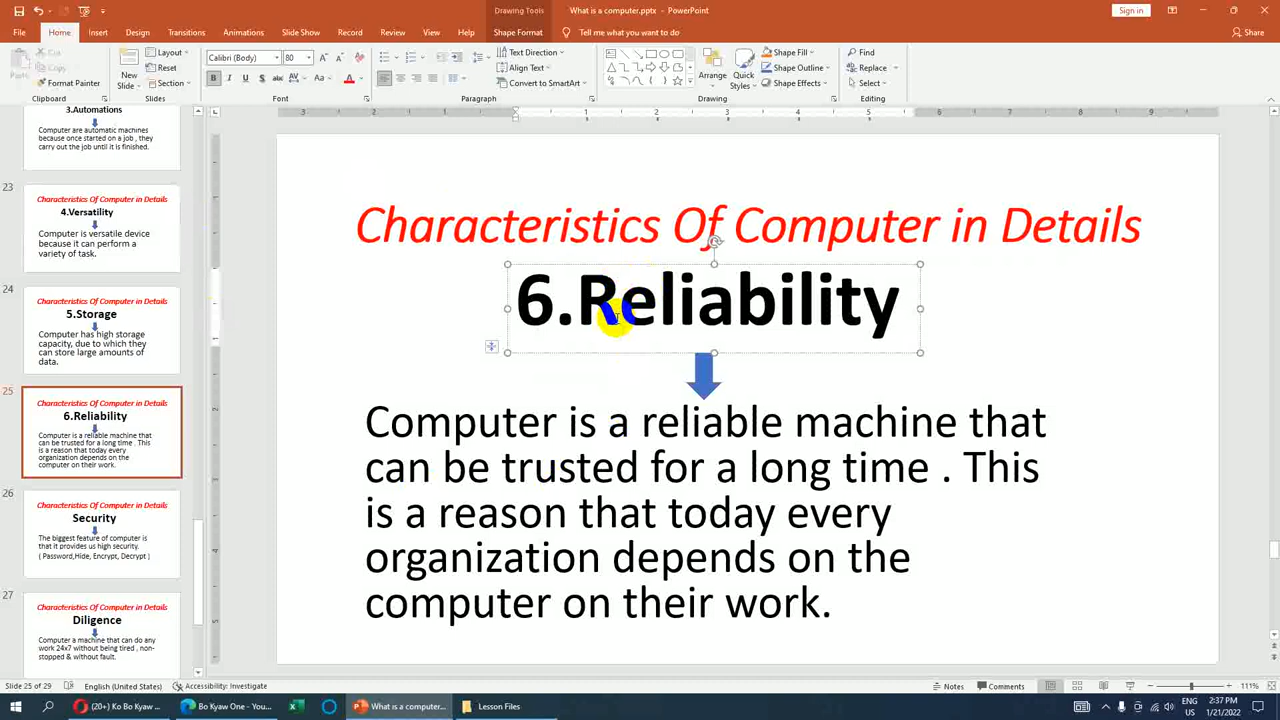 Drawing Tools
What is a computer.pptx - PowerPoint
Sign in
File
Home
Insert
Design
Transitions
Animations
Slide Show
Record
Review
View
Help
Shape Format
Tell me what you want to do
Share
Paste
Cut
Copy
Format Painter
Clipboard
New
Slide
Layout
Reset
Section
Slides
Calibri (Body)
80
Font
Text Direction
Align Text
Convert to SmartArt
Paragraph
Arrange
Quick
Styles
Shape Fill
Shape Outline
Shape Effects
Drawing
Find
Replace
Select
Editing
3.Automations
Computer are automatic machines
because once started on a job , they
carry out the job until it is finished.
23
Characteristics Of Computer in Details
4.Versatility
Computer is versatile device
because it can perform a
variety of task.
24
Characteristics Of Computer in Details
5.Storage
Computer has high storage
capacity, due to which they
can store large amounts of
data.
25
Characteristics Of Computer in Details
6.Reliability
Computer is a reliable machine that
can be trusted for a long time . This
is a reason that today every
organization depends on the
computer on their work.
26
Characteristics Of Computer in Details
Security
The biggest feature of computer is
that it provides us high security.
( Password,Hide, Encrypt, Decrypt )
27
Characteristics Of Computer in Details
Diligence
Computer a machine that can do any
work 24x7 without being tired , non-
stopped & without fault.
Characteristics Of Computer in Details
6.Reliability
Computer is a reliable machine that
can be trusted for a long time . This
is a reason that today every
organization depends on the
computer on their work.
Slide 25 of 29
English (United States)
Accessibility: Investigate
Notes
Comments
111%
(20+) Ko Bo Kyaw ...
Bo Kyaw One - You...
What is a computer...
Lesson Files
ENG
US
2:37 PM
1/21/2022